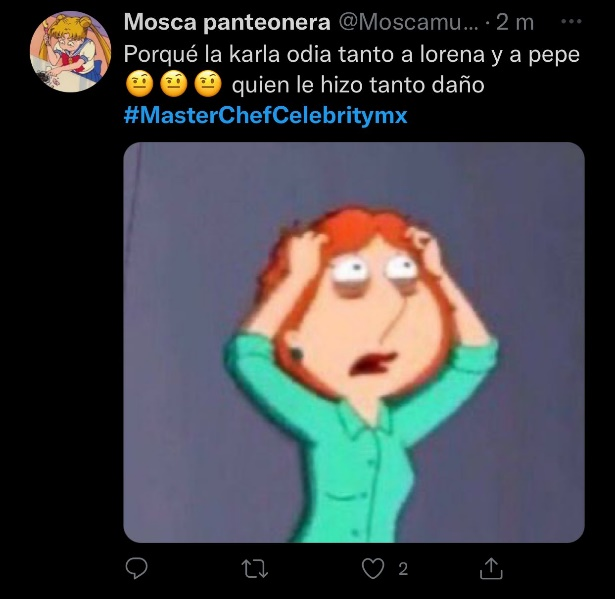 Mosca panteonera @Moscamu... · 2 m
Porqué la karla odia tanto a lorena y a pepe
🤨🤨🤨 quien le hizo tanto daño
#MasterChefCelebritymx
2